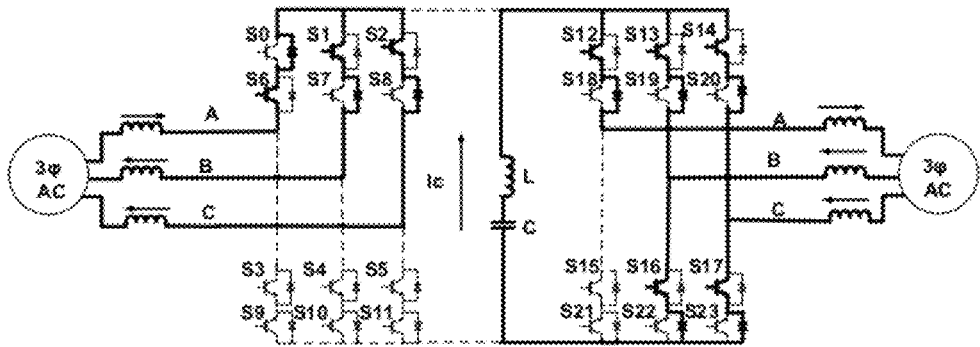 S0 S1 S2 S12 S13 S14
S6 S7 S8 S18 S19 S20
A A
3φ
AC
B Ic L B
3φ
AC
C C C
S3 S4 S5 S15 S16 S17
S9 S10 S11 S21 S22 S23